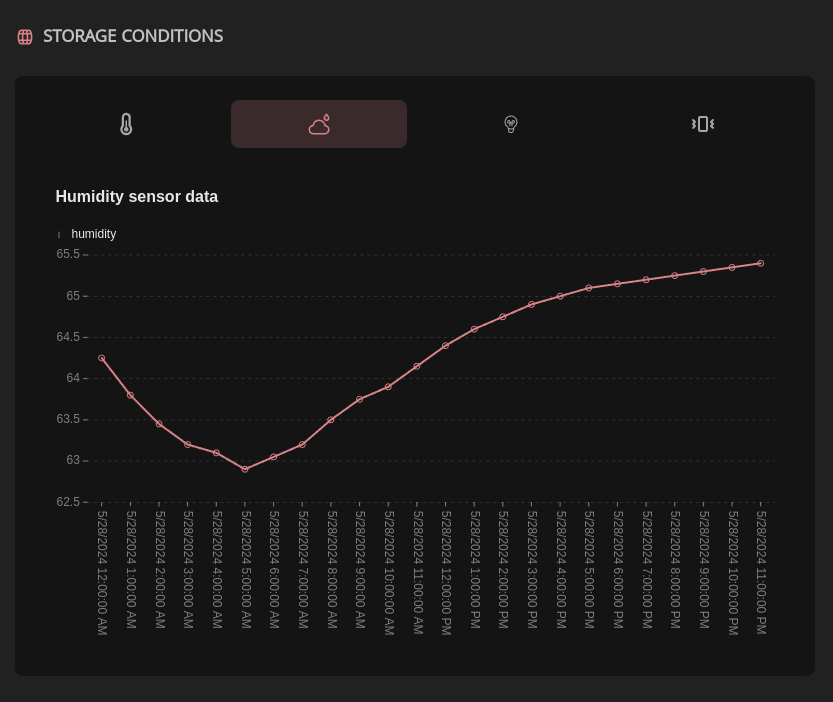 STORAGE CONDITIONS
Humidity sensor data
humidity
65.5
65
64.5
64
63.5
63
62.5
5/28/2024 12:00:00 AM
5/28/2024 1:00:00 AM
5/28/2024 2:00:00 AM
5/28/2024 3:00:00 AM
5/28/2024 4:00:00 AM
5/28/2024 5:00:00 AM
5/28/2024 6:00:00 AM
5/28/2024 7:00:00 AM
5/28/2024 8:00:00 AM
5/28/2024 9:00:00 AM
5/28/2024 10:00:00 AM
5/28/2024 11:00:00 AM
5/28/2024 12:00:00 PM
5/28/2024 1:00:00 PM
5/28/2024 2:00:00 PM
5/28/2024 3:00:00 PM
5/28/2024 4:00:00 PM
5/28/2024 5:00:00 PM
5/28/2024 6:00:00 PM
5/28/2024 7:00:00 PM
5/28/2024 8:00:00 PM
5/28/2024 9:00:00 PM
5/28/2024 10:00:00 PM
5/28/2024 11:00:00 PM